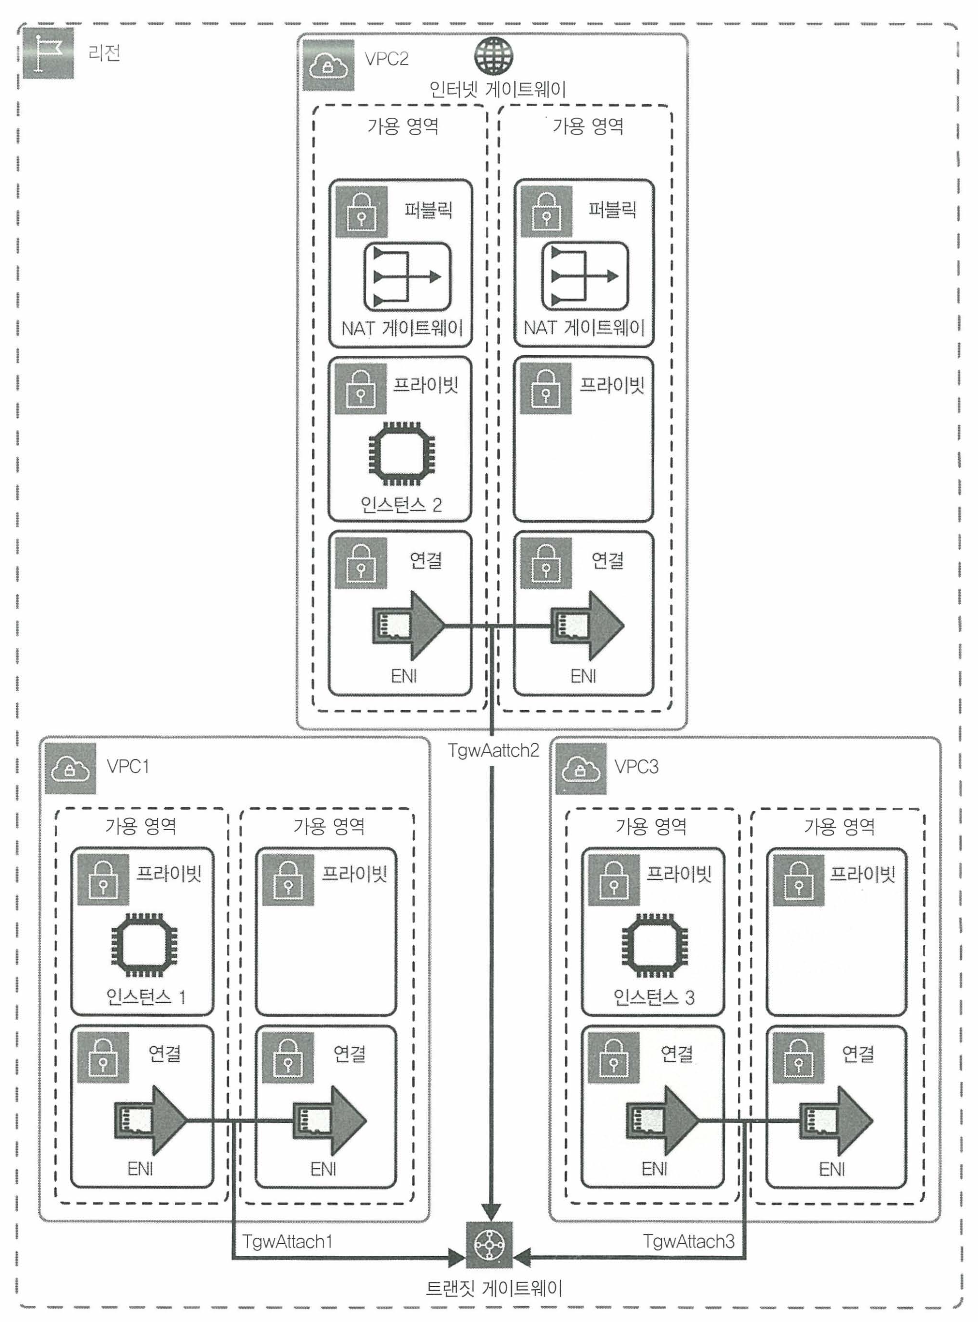 리전
VPC2
인터넷 게이트웨이
가용 영역
가용 영역
퍼블릭
퍼블릭
NAT 게이트웨이
NAT 게이트웨이
프라이빗
프라이빗
인스턴스 2
연결
연결
ENI
ENI
TgwAattch2
VPC1
VPC3
가용 영역
가용 영역
가용 영역
가용 영역
프라이빗
프라이빗
프라이빗
프라이빗
인스턴스 1
인스턴스 3
연결
연결
연결
연결
ENI
ENI
ENI
ENI
TgwAttach1
TgwAttach3
트랜짓 게이트웨이